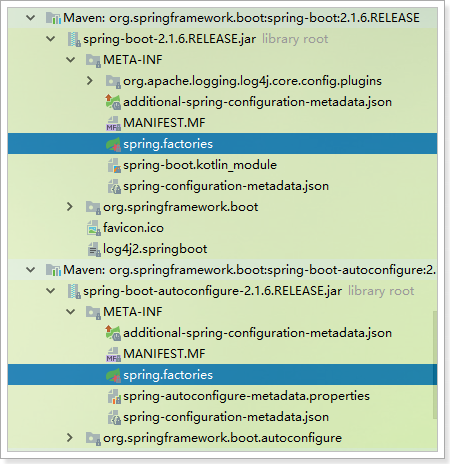 Maven: org.springframework.boot:spring-boot:2.1.6.RELEASE
spring-boot-2.1.6.RELEASE.jar library root
META-INF
org.apache.logging.log4j.core.config.plugins
additional-spring-configuration-metadata.json
MANIFEST.MF
spring.factories
spring-boot.kotlin_module
spring-configuration-metadata.json
org.springframework.boot
favicon.ico
log4j2.springboot
Maven: org.springframework.boot:spring-boot-autoconfigure:2.
spring-boot-autoconfigure-2.1.6.RELEASE.jar library root
META-INF
additional-spring-configuration-metadata.json
MANIFEST.MF
spring.factories
spring-autoconfigure-metadata.properties
spring-configuration-metadata.json
org.springframework.boot.autoconfigure